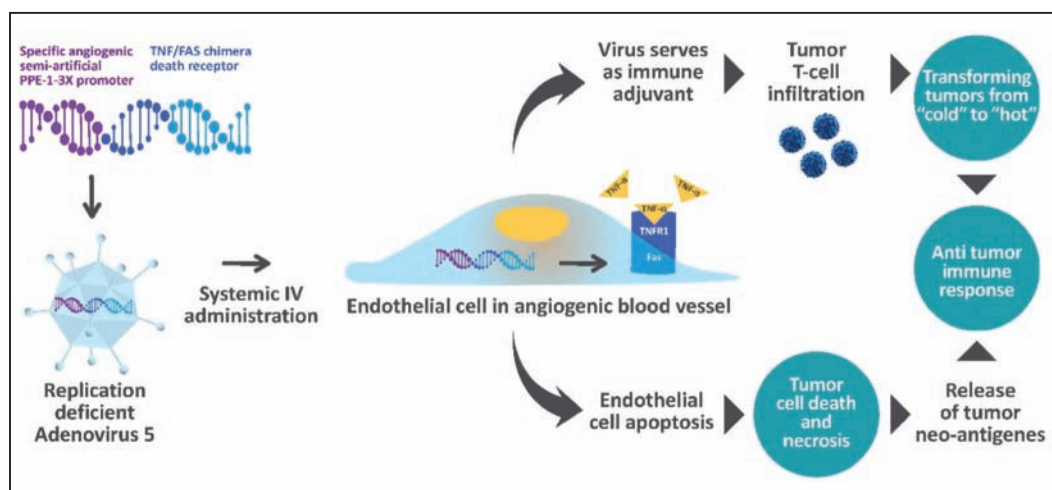 Specific angiogenic
semi-artificial
PPE-1-3X promoter
TNF/FAS chimera
death receptor
Replication
deficient
Adenovirus 5
Systemic IV
administration
Virus serves
as immune
adjuvant
Tumor
T-cell
infiltration
Transforming
tumors from
"cold" to "hot"
TNF-α
TNF-α
TNF-α
TNFR1
Fas
Endothelial cell in angiogenic blood vessel
Anti tumor
immune
response
Endothelial
cell apoptosis
Tumor
cell death
and
necrosis
Release
of tumor
neo-antigenes